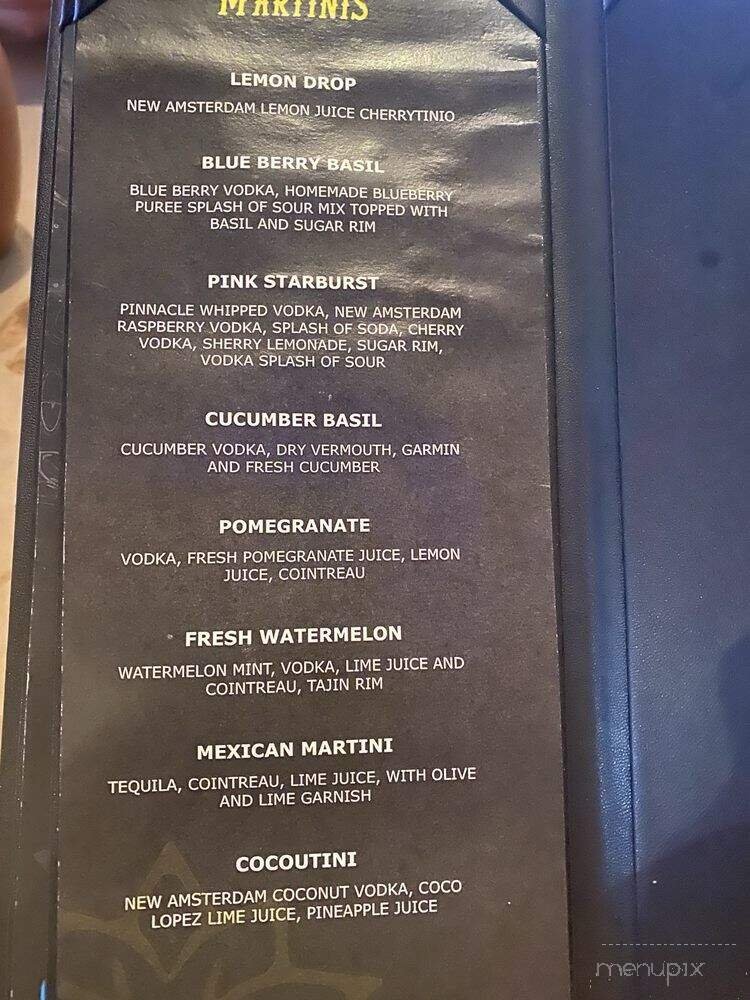 MARTINIS
LEMON DROP
NEW AMSTERDAM LEMON JUICE CHERRYTINIO
BLUE BERRY BASIL
BLUE BERRY VODKA, HOMEMADE BLUEBERRY
PUREE SPLASH OF SOUR MIX TOPPED WITH
BASIL AND SUGAR RIM
PINK STARBURST
PINNACLE WHIPPED VODKA, NEW AMSTERDAM
RASPBERRY VODKA, SPLASH OF SODA, CHERRY
VODKA, SHERRY LEMONADE, SUGAR RIM,
VODKA SPLASH OF SOUR
CUCUMBER BASIL
CUCUMBER VODKA, DRY VERMOUTH, GARMIN
AND FRESH CUCUMBER
POMEGRANATE
VODKA, FRESH POMEGRANATE JUICE, LEMON
JUICE, COINTREAU
FRESH WATERMELON
WATERMELON MINT, VODKA, LIME JUICE AND
COINTREAU, TAJIN RIM
MEXICAN MARTINI
TEQUILA, COINTREAU, LIME JUICE, WITH OLIVE
AND LIME GARNISH
COCOUTINI
NEW AMSTERDAM COCONUT VODKA, COCO
LOPEZ LIME JUICE, PINEAPPLE JUICE
menupix